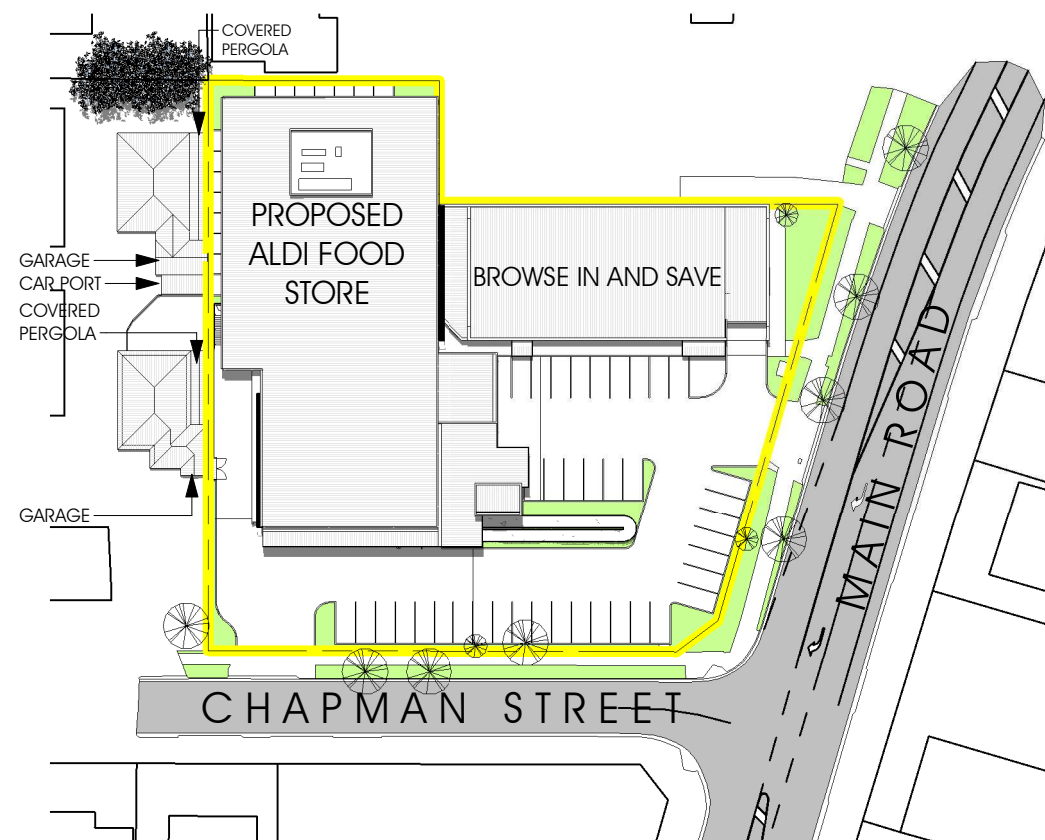 COVERED
PERGOLA
PROPOSED
ALDI FOOD
STORE
BROWSE IN AND SAVE
GARAGE
CAR PORT
COVERED
PERGOLA
GARAGE
MAIN ROAD
CHAPMAN STREET